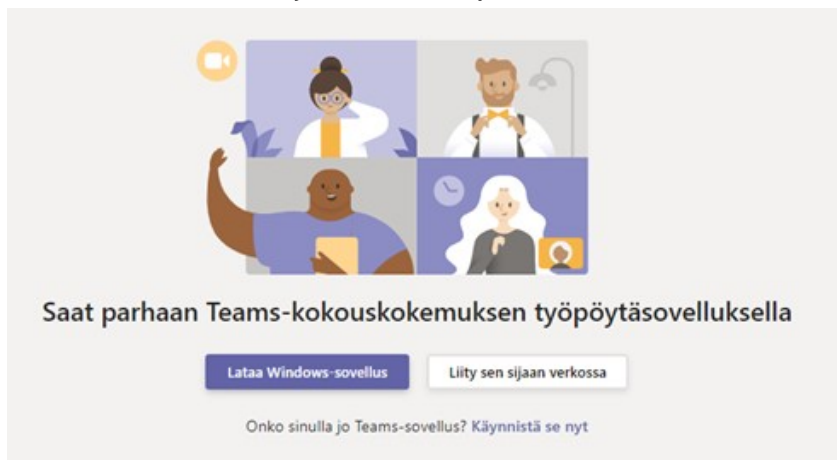 Saat parhaan Teams-kokouskokemuksen työpöytäsovelluksella
Lataa Windows-sovellus
Liity sen sijaan verkossa
Onko sinulla jo Teams-sovellus? Käynnistä se nyt